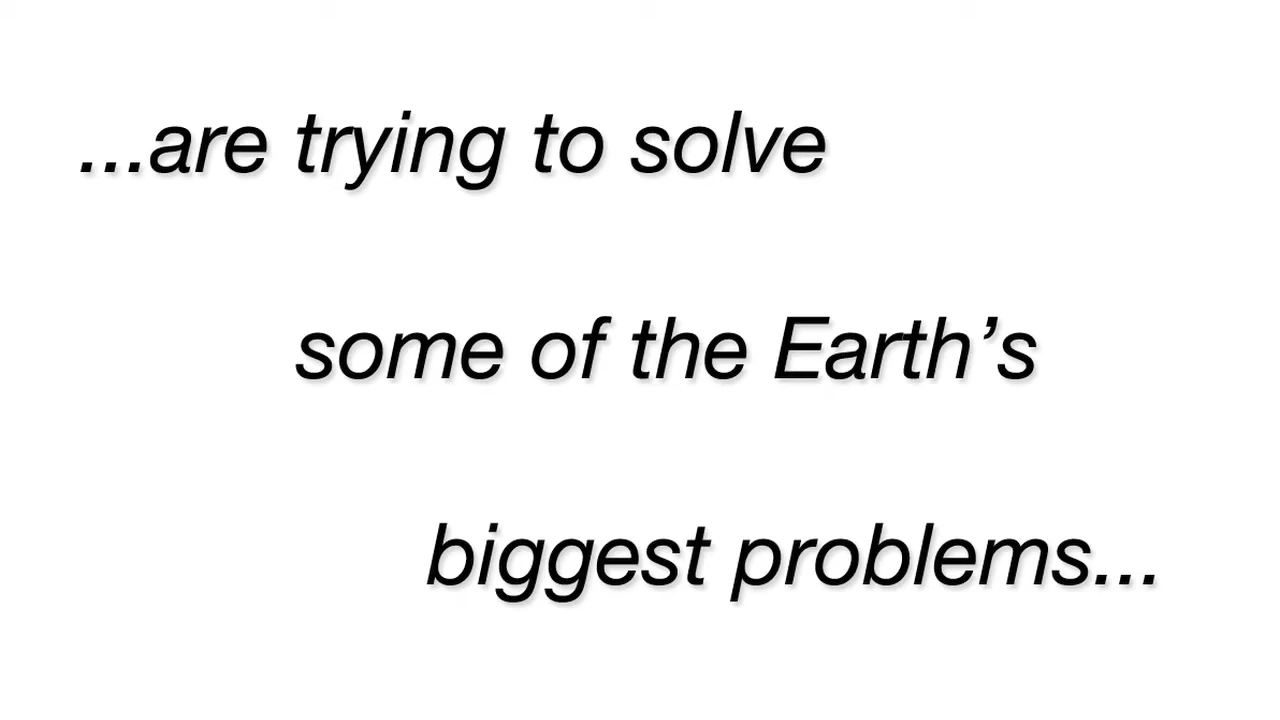 ...are trying to solve
some of the Earth’s
biggest problems...